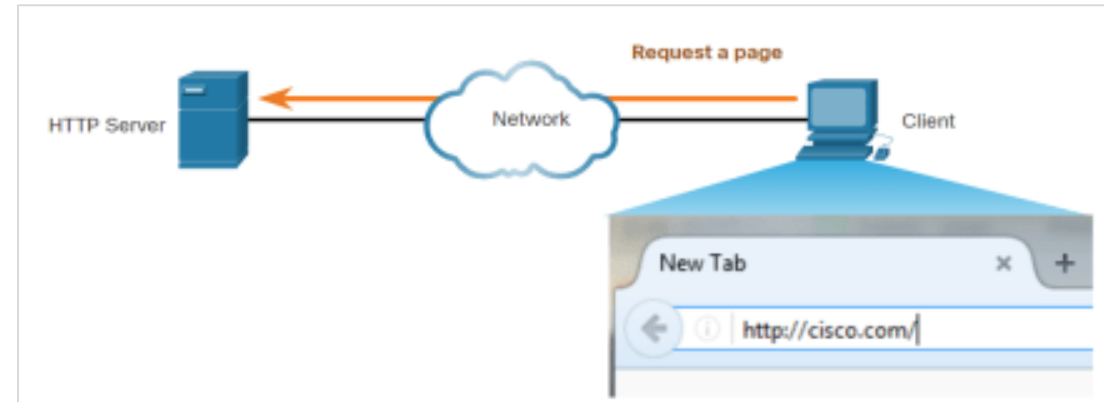 Request a page
HTTP Server
Network
Client
New Tab
http://cisco.com/